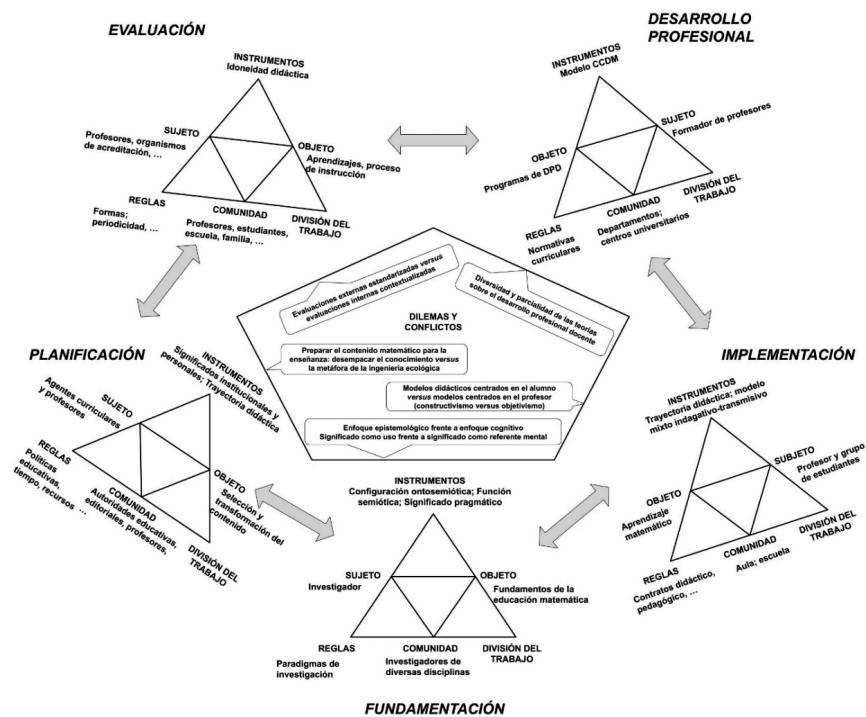 EVALUACIÓN
INSTRUMENTOS
Idoneidad didáctica
SUJETO
Profesores, organismos
de acreditación, ...
OBJETO
Aprendizajes, proceso
de instrucción
REGLAS
Formas;
periodicidad, ...
COMUNIDAD
Profesores, estudiantes,
escuela, familia, ...
DIVISIÓN DEL
TRABAJO
DESARROLLO
PROFESIONAL
INSTRUMENTOS
Modelo CCDM
SUJETO
Formador de profesores
OBJETO
Programas de DPD
REGLAS
Normativas
curriculares
COMUNIDAD
Departamentos;
centros universitarios
DIVISIÓN DEL
TRABAJO
Evaluaciones externas estandarizadas versus
evaluaciones internas contextualizadas
Diversidad y parcialidad de las teorías
sobre el desarrollo profesional docente
DILEMAS Y
CONFLICTOS
Preparar el contenido matemático para la
enseñanza: desempacar el conocimiento versus
la metáfora de la ingeniería ecológica
Modelos didácticos centrados en el alumno
versus modelos centrados en el profesor
(constructivismo versus objetivismo)
Enfoque epistemológico frente a enfoque cognitivo
Significado como uso frente a significado como referente mental
PLANIFICACIÓN
INSTRUMENTOS
Significados institucionales y
personales; Trayectoria didáctica
SUJETO
Agentes curriculares
y profesores
REGLAS
Políticas
educativas,
tiempo, recursos ...
COMUNIDAD
Autoridades educativas,
editoriales, profesores,
OBJETO
Selección y
transformación del
contenido
DIVISIÓN DEL
TRABAJO
IMPLEMENTACIÓN
INSTRUMENTOS
Trayectoria didáctica; modelo
mixto indagativo-transmisivo
SUBJETO
Profesor y grupo
de estudiantes
OBJETO
Aprendizaje
matemático
REGLAS
Contratos didáctico,
pedagógico, ...
COMUNIDAD
Aula; escuela
DIVISIÓN DEL
TRABAJO
INSTRUMENTOS
Configuración ontosemiótica; Función
semiótica; Significado pragmático
SUJETO
Investigador
OBJETO
Fundamentos de la
educación matemática
REGLAS
Paradigmas de
investigación
COMUNIDAD
Investigadores de
diversas disciplinas
DIVISIÓN DEL
TRABAJO
FUNDAMENTACIÓN